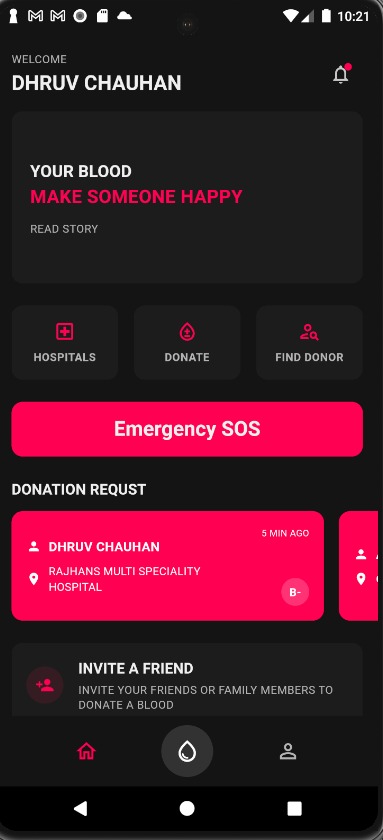 10:21
WELCOME
DHRUV CHAUHAN
YOUR BLOOD
MAKE SOMEONE HAPPY
READ STORY
HOSPITALS
DONATE
FIND DONOR
Emergency SOS
DONATION REQUST
5 MIN AGO
DHRUV CHAUHAN
RAJHANS MULTI SPECIALITY
HOSPITAL
B-
INVITE A FRIEND
INVITE YOUR FRIENDS OR FAMILY MEMBERS TO
DONATE A BLOOD